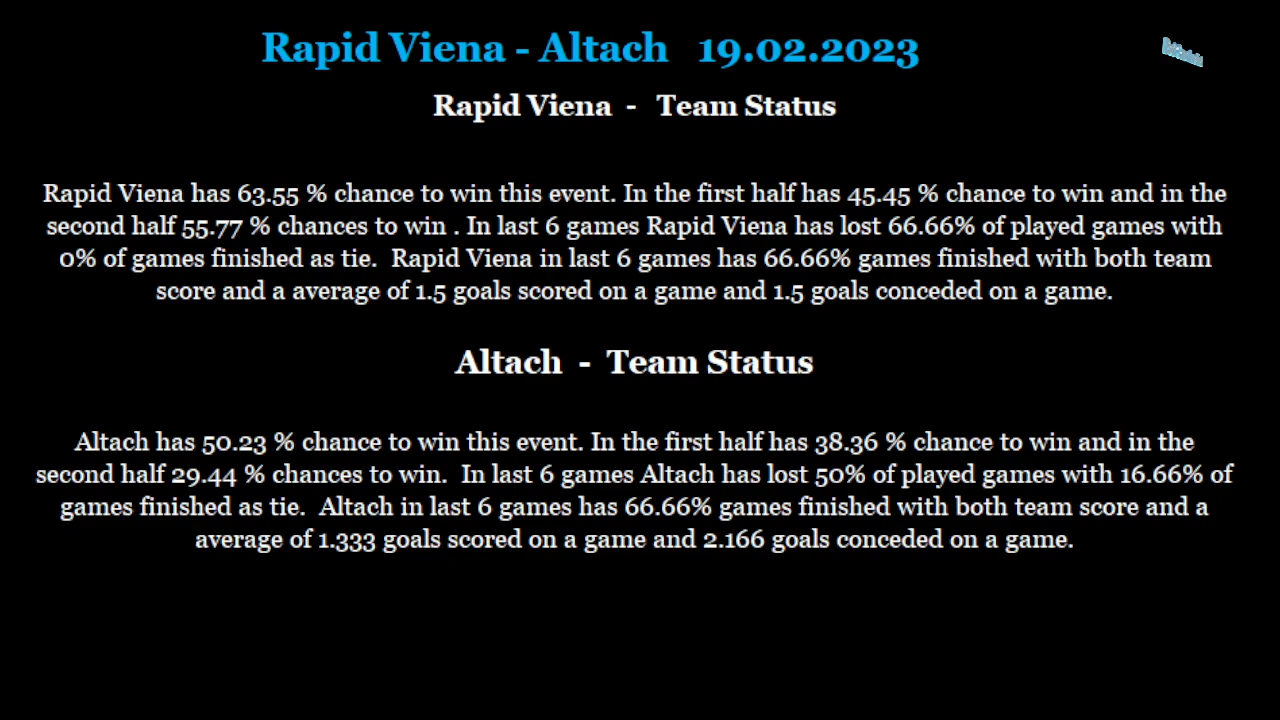 Rapid Viena - Altach 19.02.2023
Rapid Viena - Team Status
Rapid Viena has 63.55 % chance to win this event. In the first half has 45.45 % chance to win and in the
second half 55.77 % chances to win . In last 6 games Rapid Viena has lost 66.66% of played games with
0% of games finished as tie. Rapid Viena in last 6 games has 66.66% games finished with both team
score and a average of 1.5 goals scored on a game and 1.5 goals conceded on a game.
Altach - Team Status
Altach has 50.23 % chance to win this event. In the first half has 38.36 % chance to win and in the
second half 29.44 % chances to win. In last 6 games Altach has lost 50% of played games with 16.66% of
games finished as tie. Altach in last 6 games has 66.66% games finished with both team score and a
average of 1.333 goals scored on a game and 2.166 goals conceded on a game.